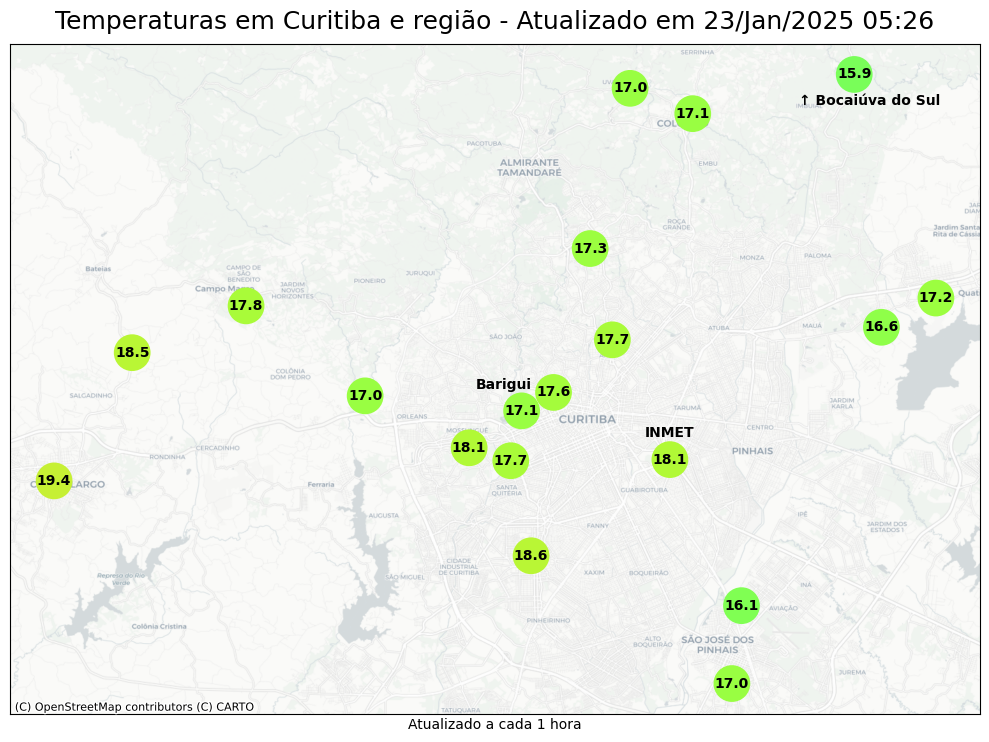 Temperaturas em Curitiba e região - Atualizado em 23/Jan/2025 05:26
SERRINHA
15.9
17.0
↑ Bocaiúva do Sul
17.1
PACOTUBA
ALMIRANTE
TAMANDARÉ
EMBU
ROÇA
GRANDE
Jardim Santa
Rita de Cássia
17.3
MONZA
PALOMA
Bateias
CAMPO DE
SÃO
BENEDITO
JURUQUI
PIONEIRO
JARDIM
NOVOS
HORIZONTES
Campo
17.8
17.2
16.6
MAUÁ
ATUBA
SÃO JOÃO
17.7
18.5
COLÔNIA
DOM PEDRO
Barigui
17.6
SALGADINHO
17.0
JARDIM
KARLA
17.1
TARUMÃ
ORLEANS
CURITIBA
CENTRO
INMET
18.1
CERCADINHO
PINHAIS
RONDINHA
17.7
18.1
19.4
LARGO
Ferraria
SANTA
QUITÉRIA
GUABIROTUBA
AUGUSTA
IPÊ
FANNY
JARDIM DOS
ESTADOS I
18.6
CIDADE
INDUSTRIAL
DE CURITIBA
Represa do Rio
Verde
SÃO MIGUEL
XAXIM
BOQUEIRÃO
INÁ
16.1
AVIAÇÃO
PINHEIRINHO
Colônia Cristina
ALTO
BOQUEIRÃO
SÃO JOSÉ DOS
PINHAIS
JUREMA
17.0
TATUQUARA
(C) OpenStreetMap contributors (C) CARTO
Atualizado a cada 1 hora